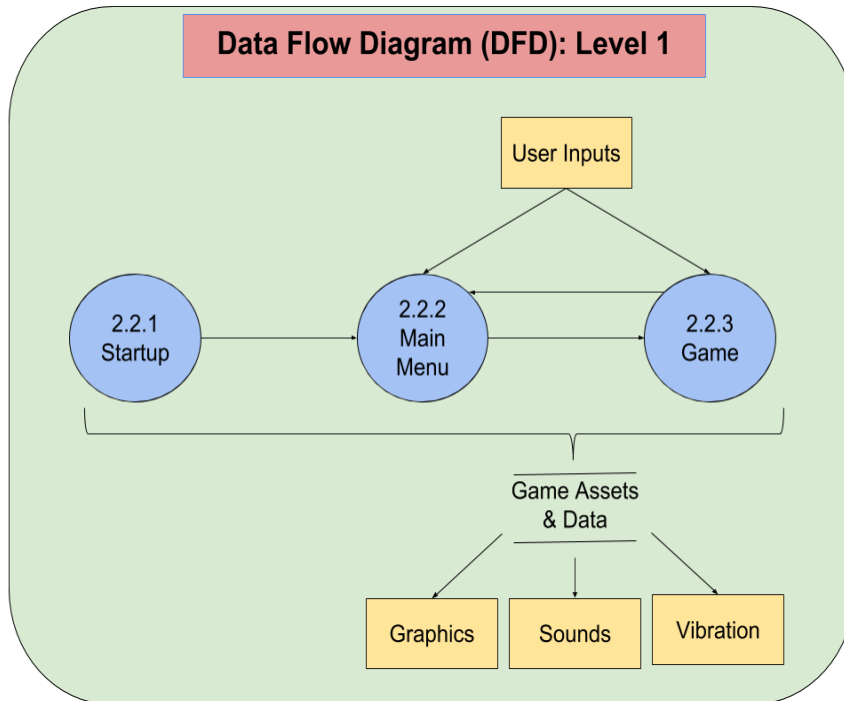 Data Flow Diagram (DFD): Level 1
User Inputs
2.2.1
Startup
2.2.2
Main
Menu
2.2.3
Game
Game Assets
& Data
Graphics
Sounds
Vibration